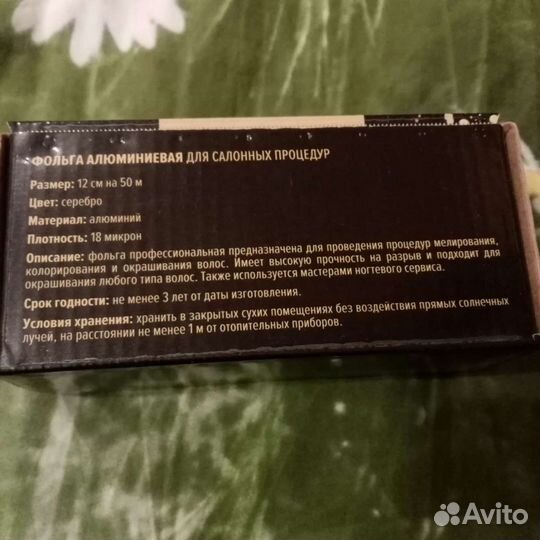 ФОЛЬГА АЛЮМИНИЕВАЯ ДЛЯ САЛОННЫХ ПРОЦЕДУР
Размер: 12 см на 50 м
Цвет: серебро
Материал: алюминий
Плотность: 18 микрон
Описание: фольга профессиональная предназначена для проведения процедур мелирования,
колорирования и окрашивания волос. Имеет высокую прочность на разрыв и подходит для
окрашивания любого типа волос. Также используется мастерами ногтевого сервиса.
Срок годности: не менее 3 лет от даты изготовления.
Условия хранения: хранить в закрытых сухих помещениях без воздействия прямых солнечных
лучей, на расстоянии не менее 1 м от отопительных приборов.
Avito